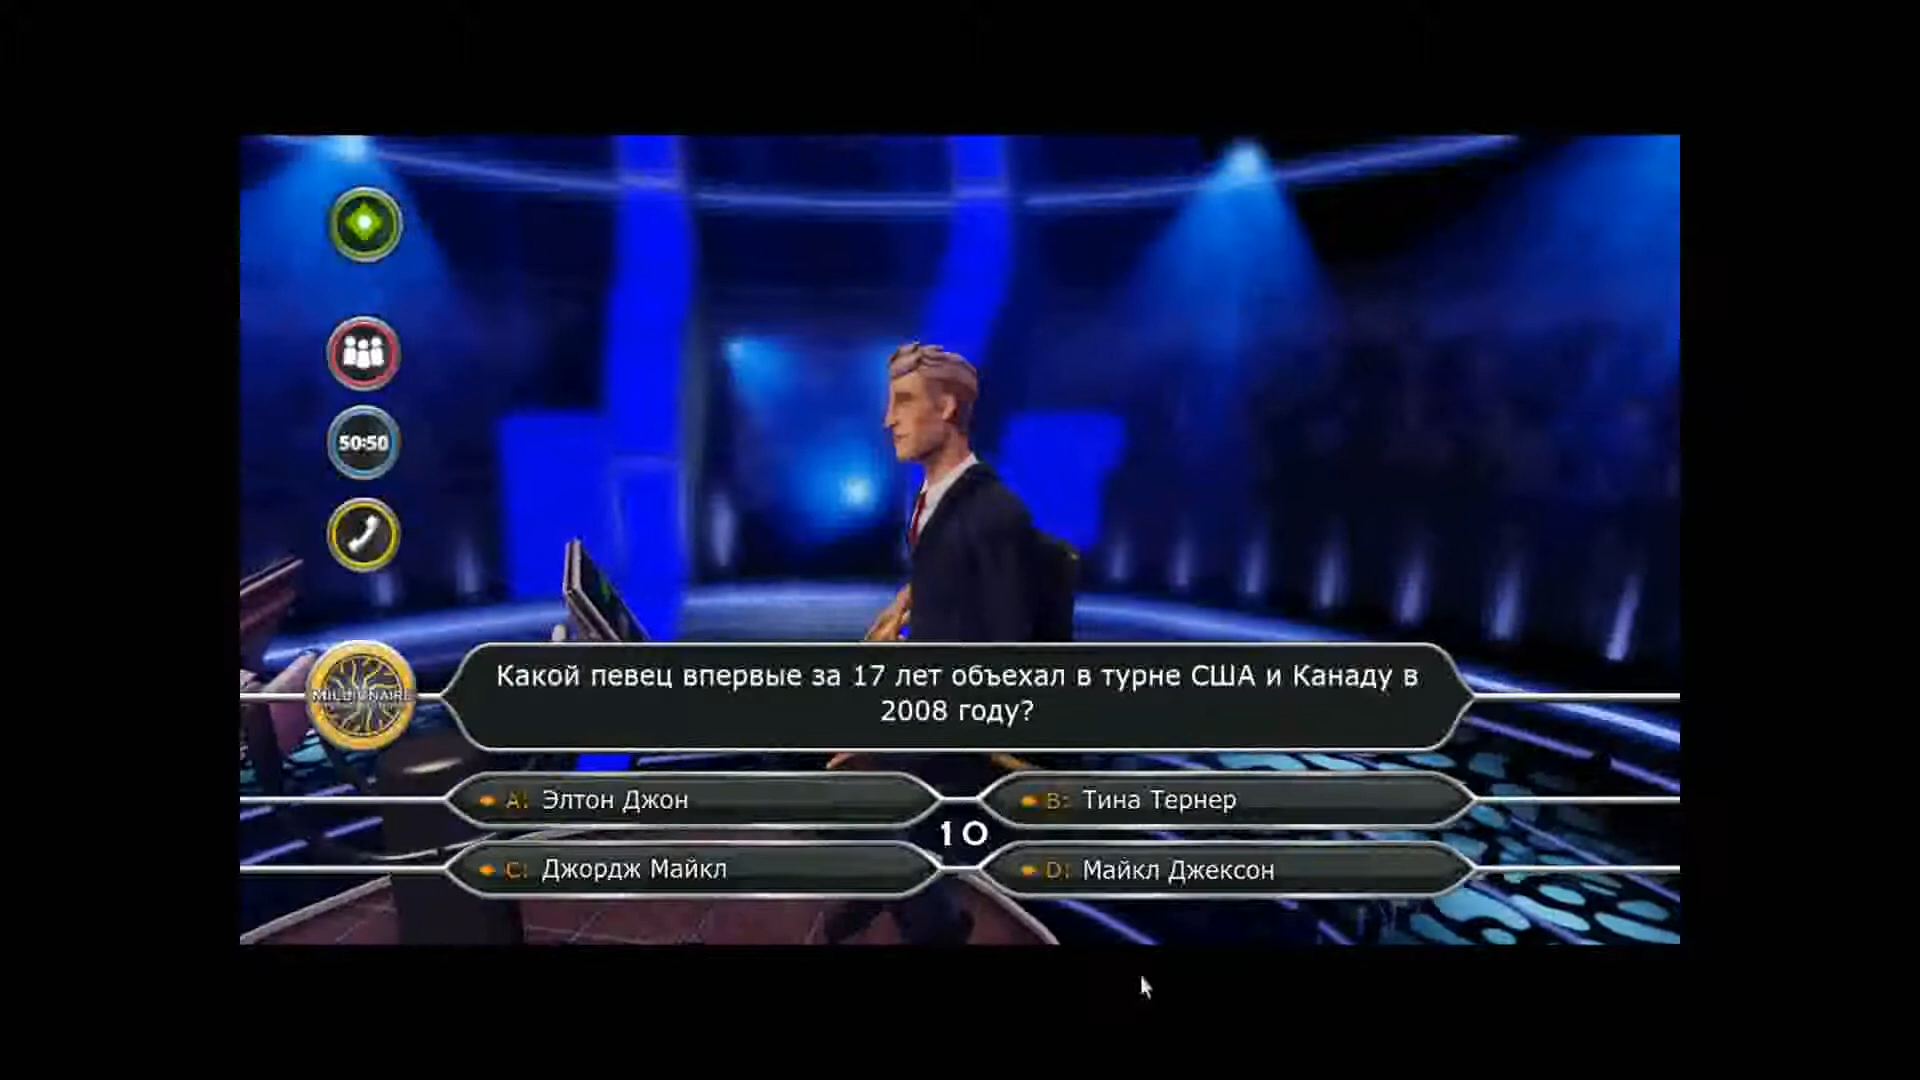 50:50
MILLIONAIRE
Какой певец впервые за 17 лет объехал в турне США и Канаду в
2008 году?
A: Элтон Джон
B: Тина Тернер
10
C: Джордж Майкл
D: Майкл Джексон